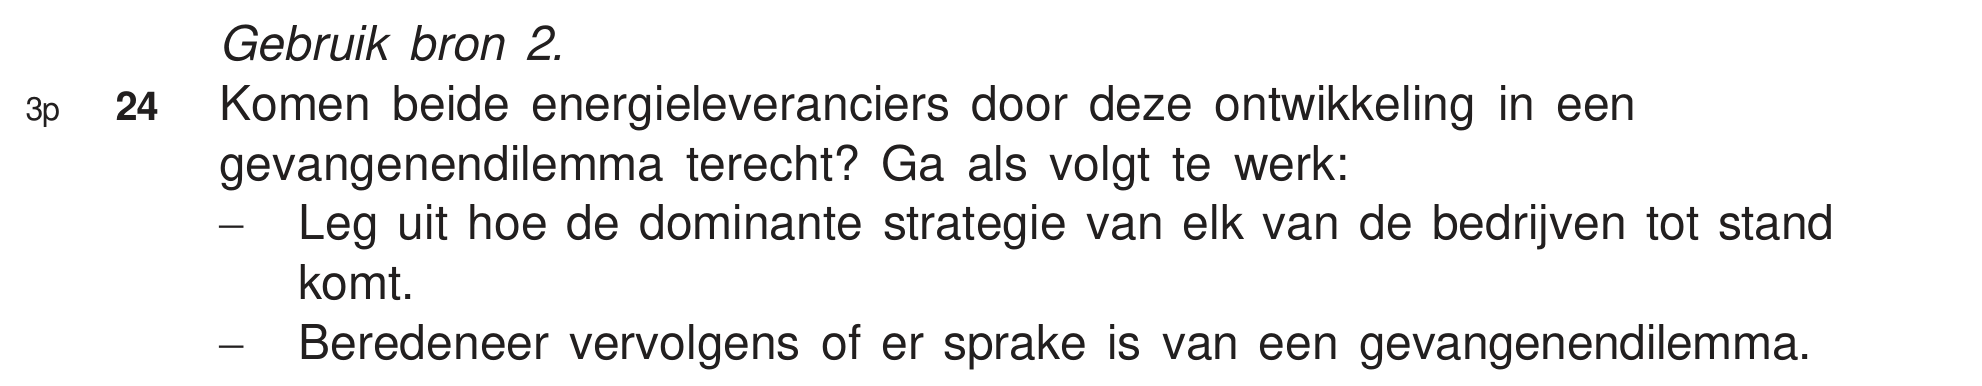 Gebruik bron 2.
3p 24 Komen beide energieleveranciers door deze ontwikkeling in een
gevangenendilemma terecht? Ga als volgt te werk:
– Leg uit hoe de dominante strategie van elk van de bedrijven tot stand
komt.
– Beredeneer vervolgens of er sprake is van een gevangenendilemma.